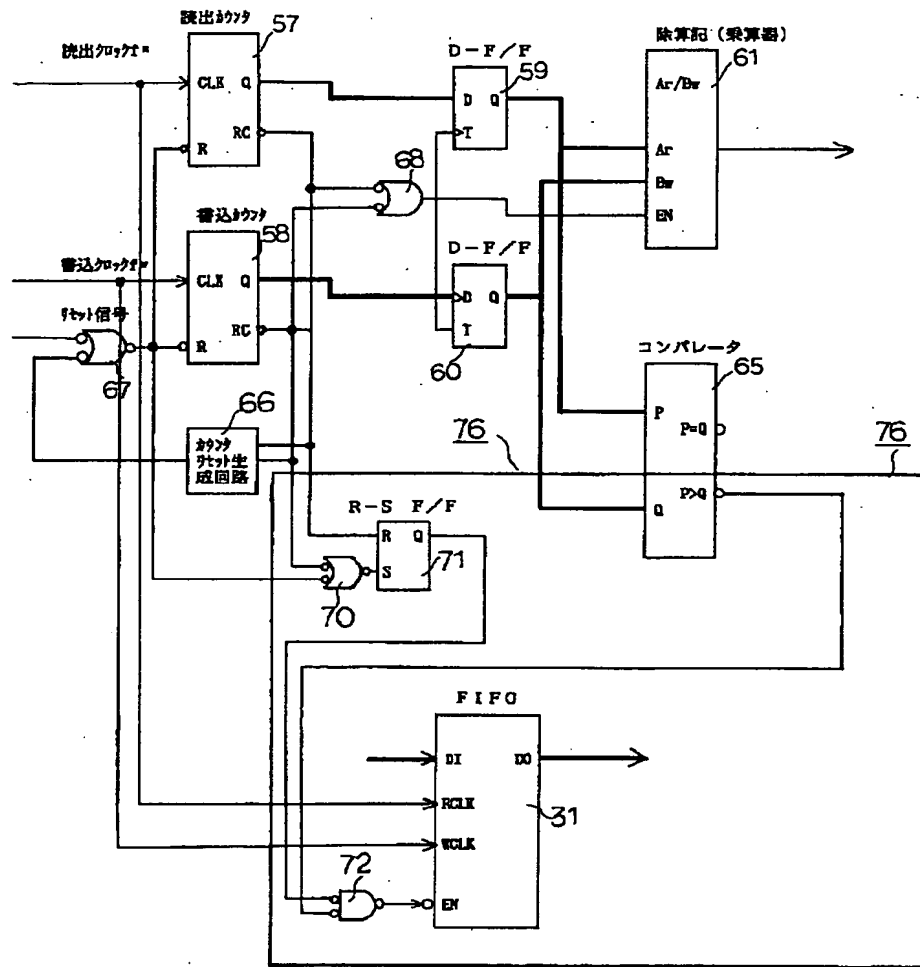 読出カウンタ
57
読出クロックfR
CLK Q
RC
R
D-F/F
59
D Q
T
除算記(乗算器)
61
Ar/Bw
Ar
Bw
EN
68
書込カウンタ
58
書込クロックfW
CLK Q
RC
R
リセット信号
67
D-F/F
D Q
T
60
コンパレータ
65
P
P=Q
P>Q
Q
66
カウンタ
リセット生
成回路
76
76
R-S F/F
R Q
S
71
70
FIFO
DI DO
RCLK
31
WCLK
EN
72